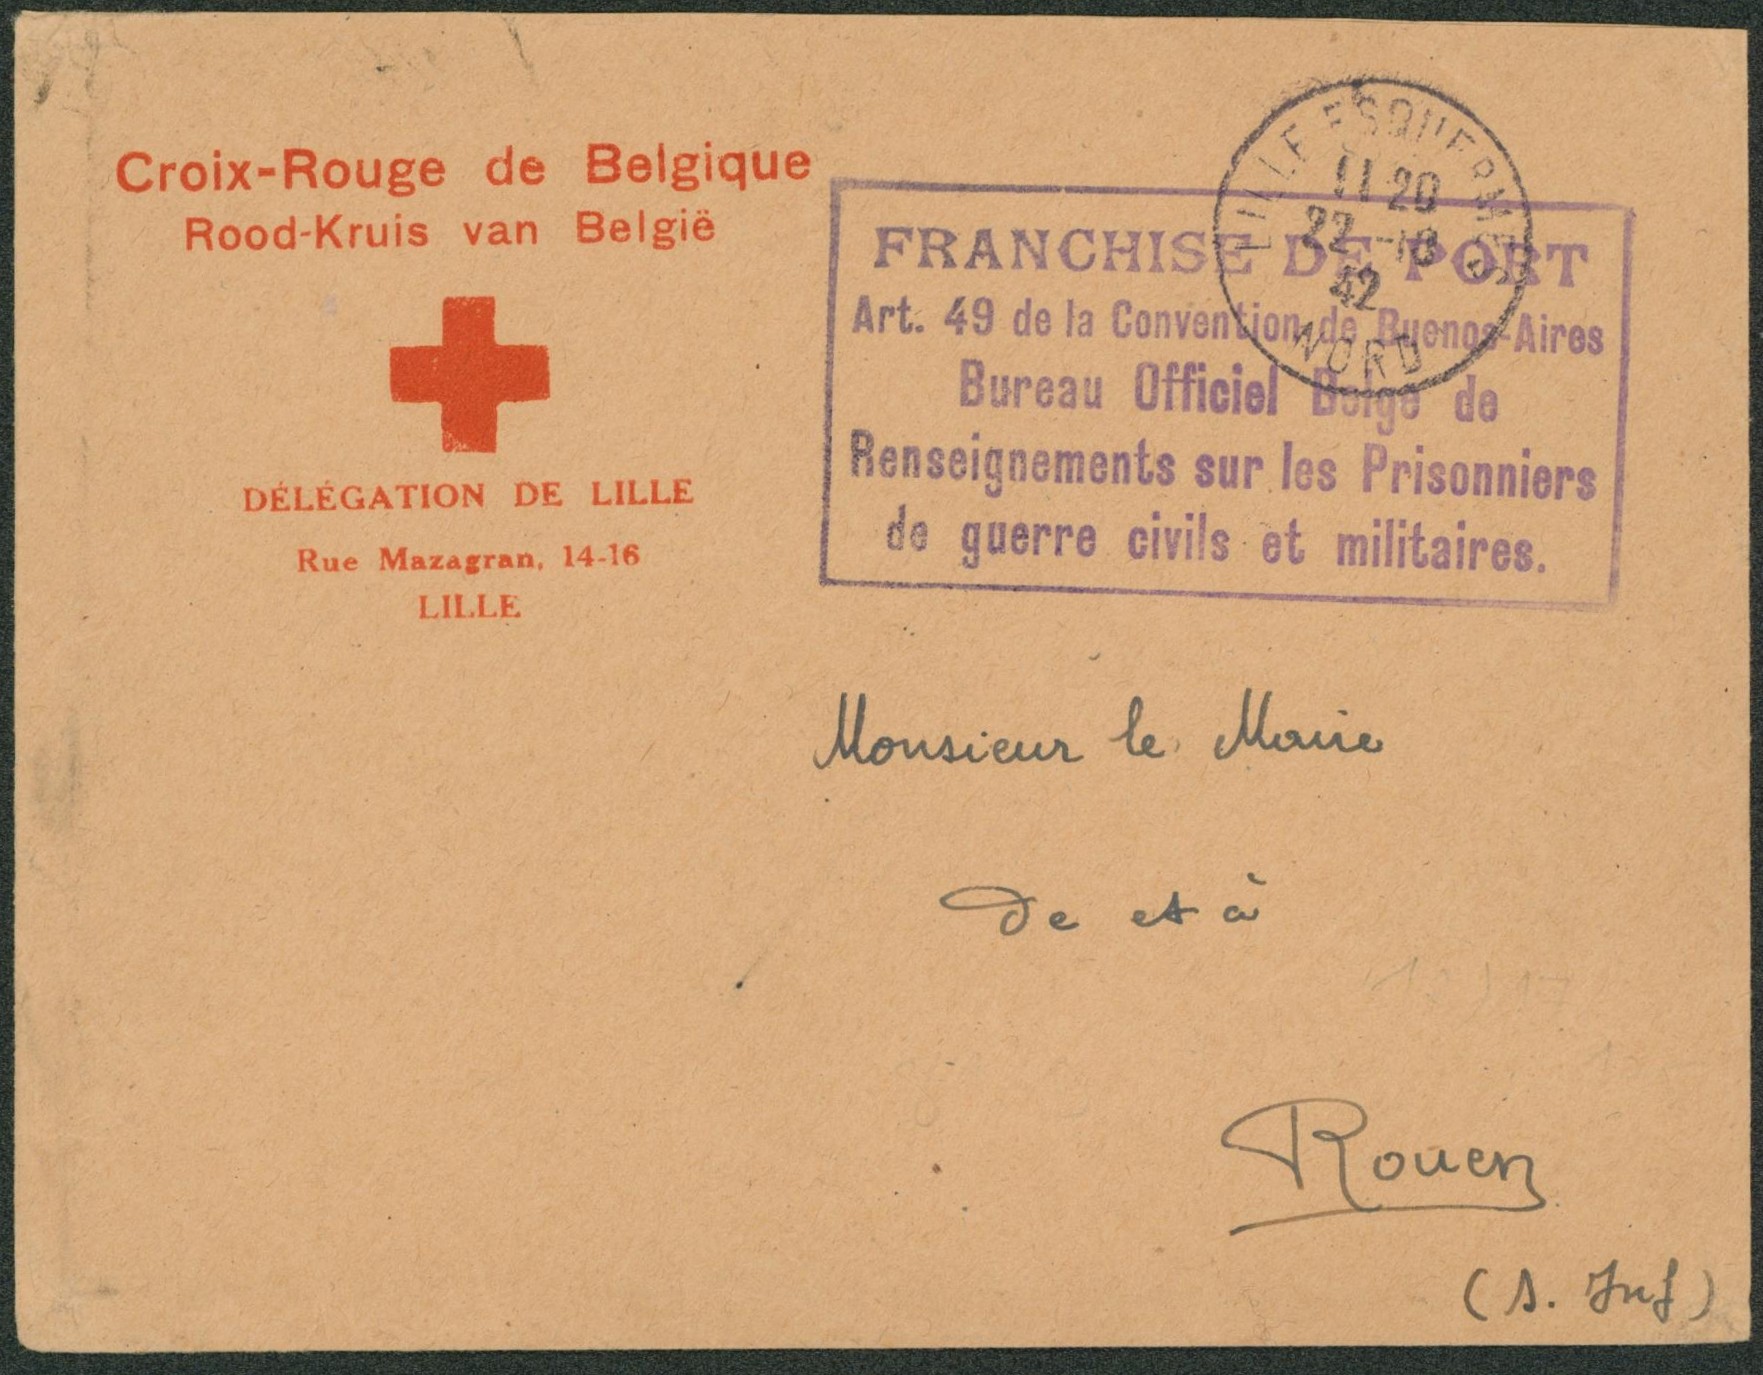 Croix-Rouge de Belgique
Rood-Kruis van België
DÉLÉGATION DE LILLE
Rue Mazagran, 14-16
LILLE
LILLE ESQUERMES
11 20
22 -10
42
NORD
FRANCHISE DE PORT
Art. 49 de la Convention de Buenos-Aires
Bureau Officiel Belge de
Renseignements sur les Prisonniers
de guerre civils et militaires.
Monsieur le Maire
de et à
Rouen
(S. Inf)